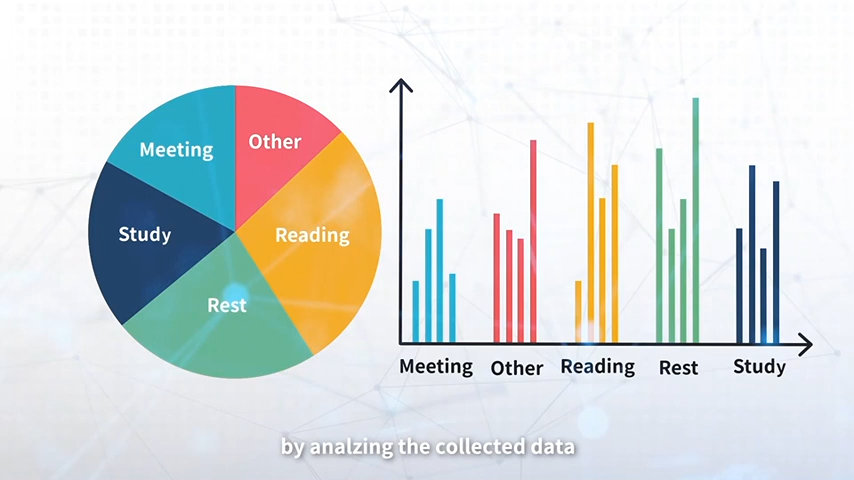 Meeting
Other
Study
Reading
Rest
Meeting
Other
Reading
Rest
Study
by analzing the collected data